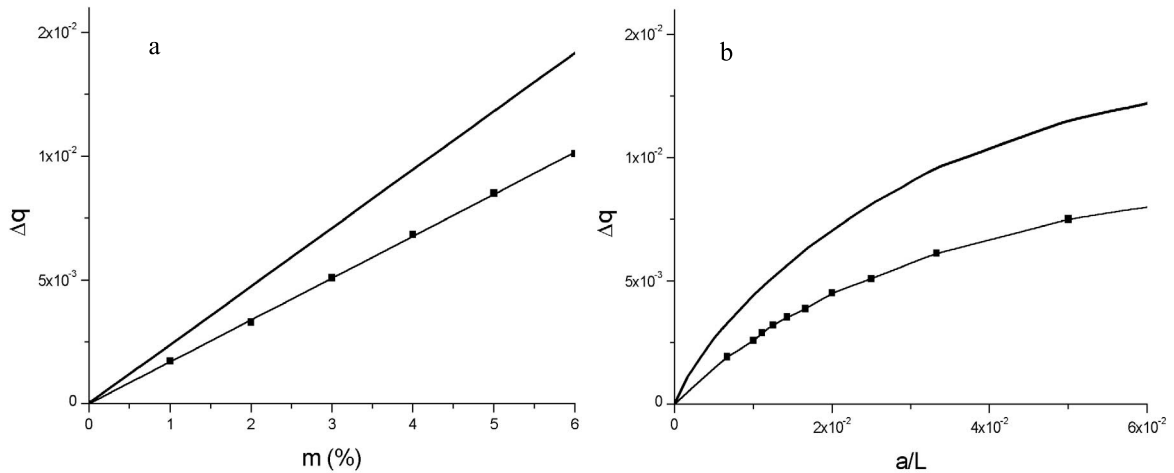 a
2x10⁻²
1x10⁻²
5x10⁻³
0
Δq
0 1 2 3 4 5 6
m (%)
b
2x10⁻²
1x10⁻²
5x10⁻³
0
Δq
0 2x10⁻² 4x10⁻² 6x10⁻²
a/L